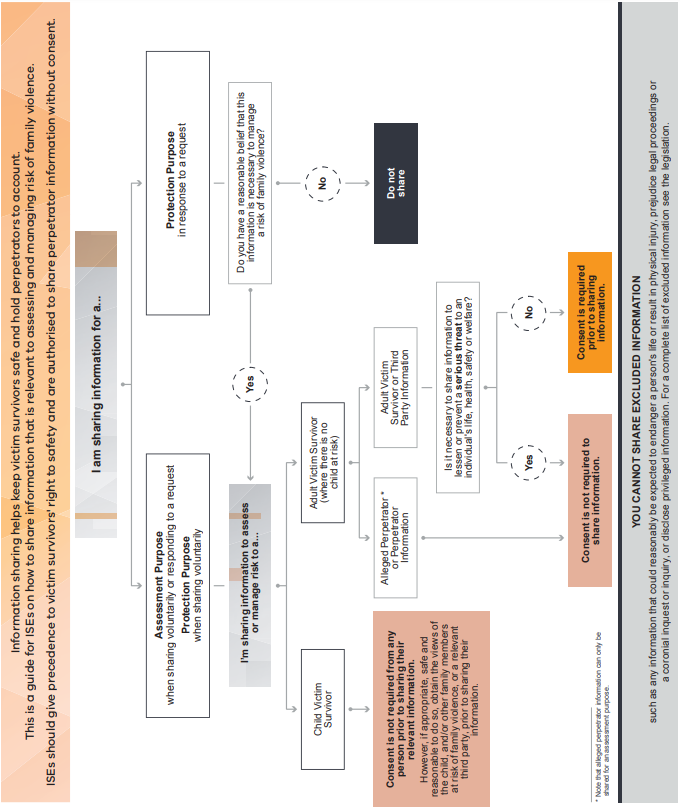 Information sharing helps keep victim survivors safe and hold perpetrators to account.
This is a guide for ISEs on how to share information that is relevant to assessing and managing risk of family violence.
ISEs should give precedence to victim survivors' right to safety and are authorised to share perpetrator information without consent.
I am sharing information for a...
Assessment Purpose
when sharing voluntarily or responding to a request
Protection Purpose
when sharing voluntarily
Protection Purpose
in response to a request
Do you have a reasonable belief that this
information is necessary to manage
a risk of family violence?
Yes
No
Do not
share
I'm sharing information to assess
or manage risk to a...
Child Victim
Survivor
Adult Victim Survivor
(where there is no
child at risk)
Consent is not required from any
person prior to sharing their
relevant information.
However, if appropriate, safe and
reasonable to do so, obtain the views of
the child, and/or other family members
at risk of family violence, or a relevant
third party, prior to sharing their
information.
Alleged Perpetrator *
or Perpetrator
Information
Adult Victim
Survivor or Third
Party Information
Is it necessary to share information to
lessen or prevent a serious threat to an
individual's life, health, safety or welfare?
Yes
No
Consent is not required to
share information.
Consent is required
prior to sharing
information.
* Note that alleged perpetrator information can only be
shared for an assessment purpose.
YOU CANNOT SHARE EXCLUDED INFORMATION
such as any information that could reasonably be expected to endanger a person's life or result in physical injury, prejudice legal proceedings or
a coronial inquest or inquiry, or disclose privileged information. For a complete list of excluded information see the legislation.